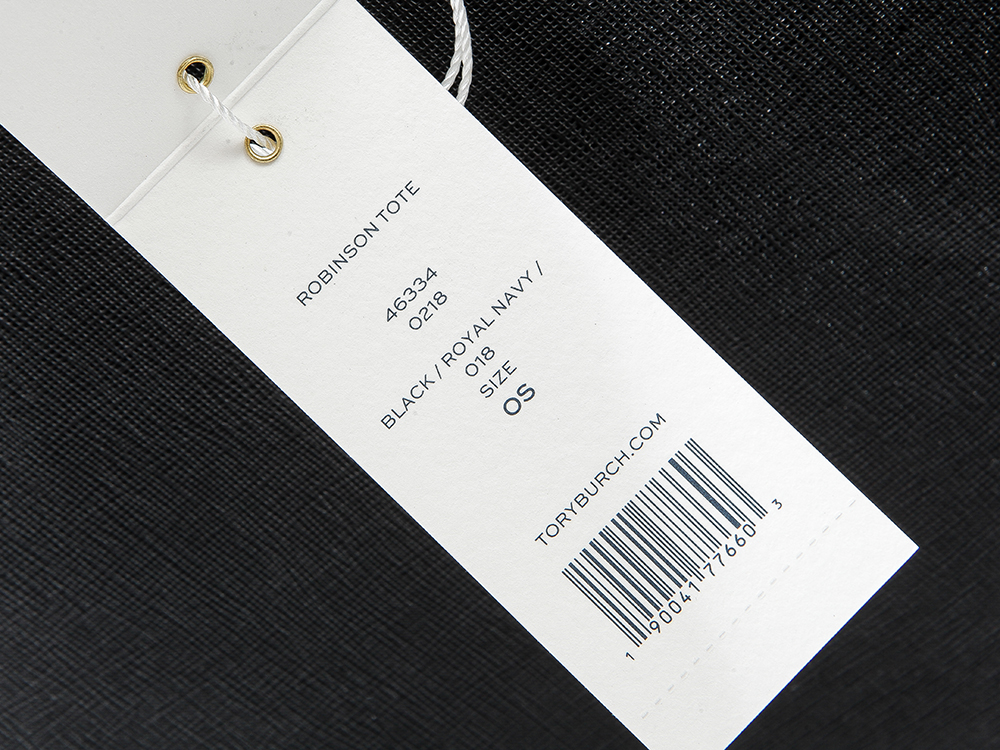 ROBINSON TOTE
46334
0218
BLACK / ROYAL NAVY /
018
SIZE
OS
TORYBURCH.COM
1 90041 77660 3